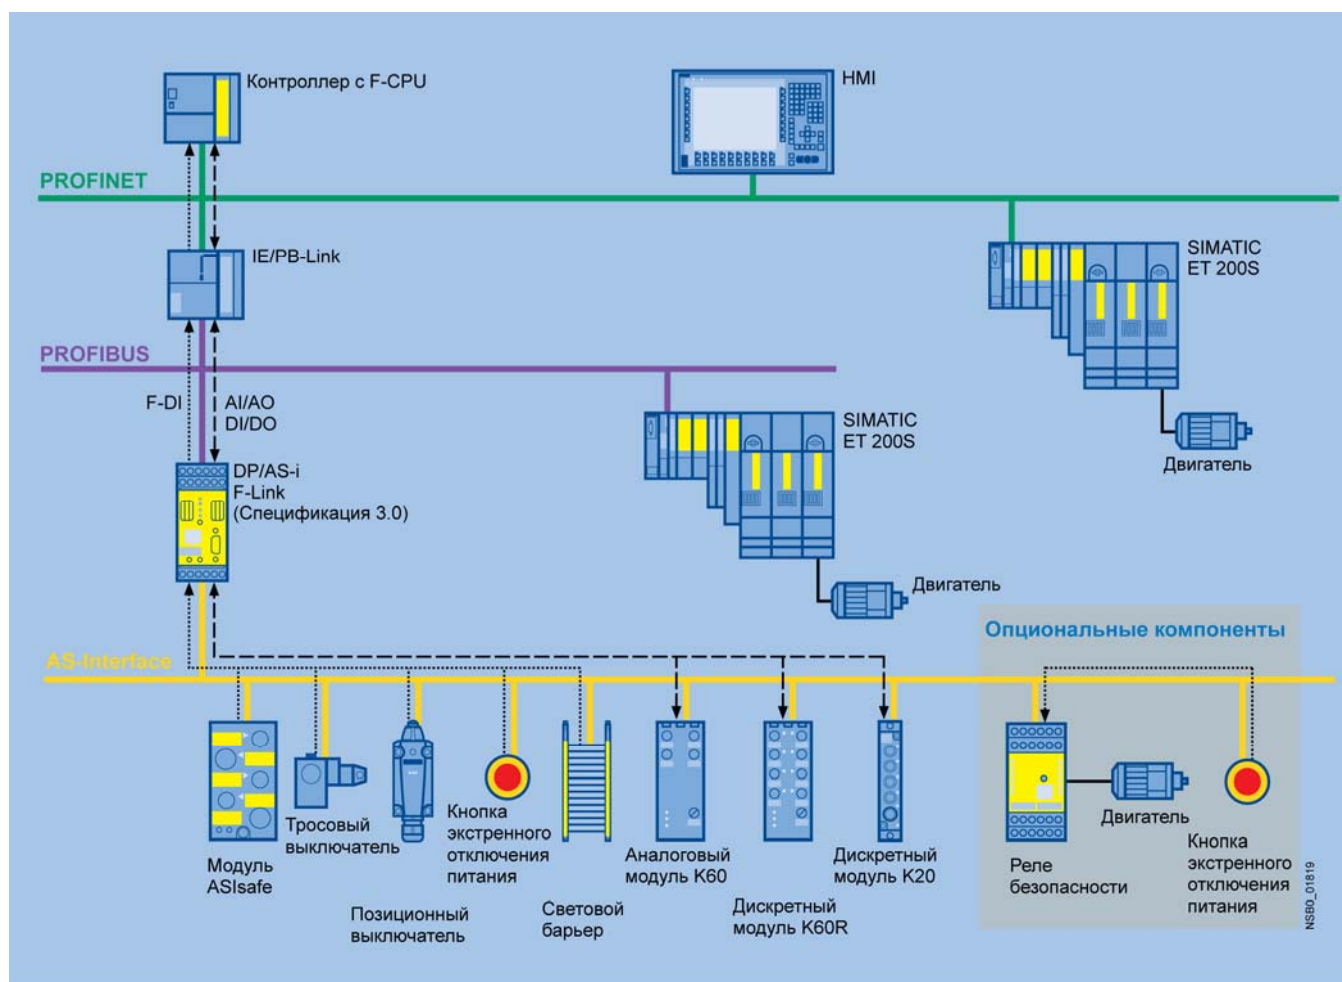 Контроллер с F-CPU
HMI
PROFINET
IE/PB-Link
SIMATIC
ET 200S
PROFIBUS
F-DI
AI/AO
DI/DO
SIMATIC
ET 200S
Двигатель
DP/AS-i
F-Link
(Спецификация 3.0)
Двигатель
Опциональные компоненты
AS-Interface
Модуль
ASIsafe
Тросовый
выключатель
Позиционный
выключатель
Кнопка
экстренного
отключения
питания
Световой
барьер
Аналоговый
модуль K60
Дискретный
модуль K60R
Дискретный
модуль K20
Реле
безопасности
Двигатель
Кнопка
экстренного
отключения
питания
NSB0_01819